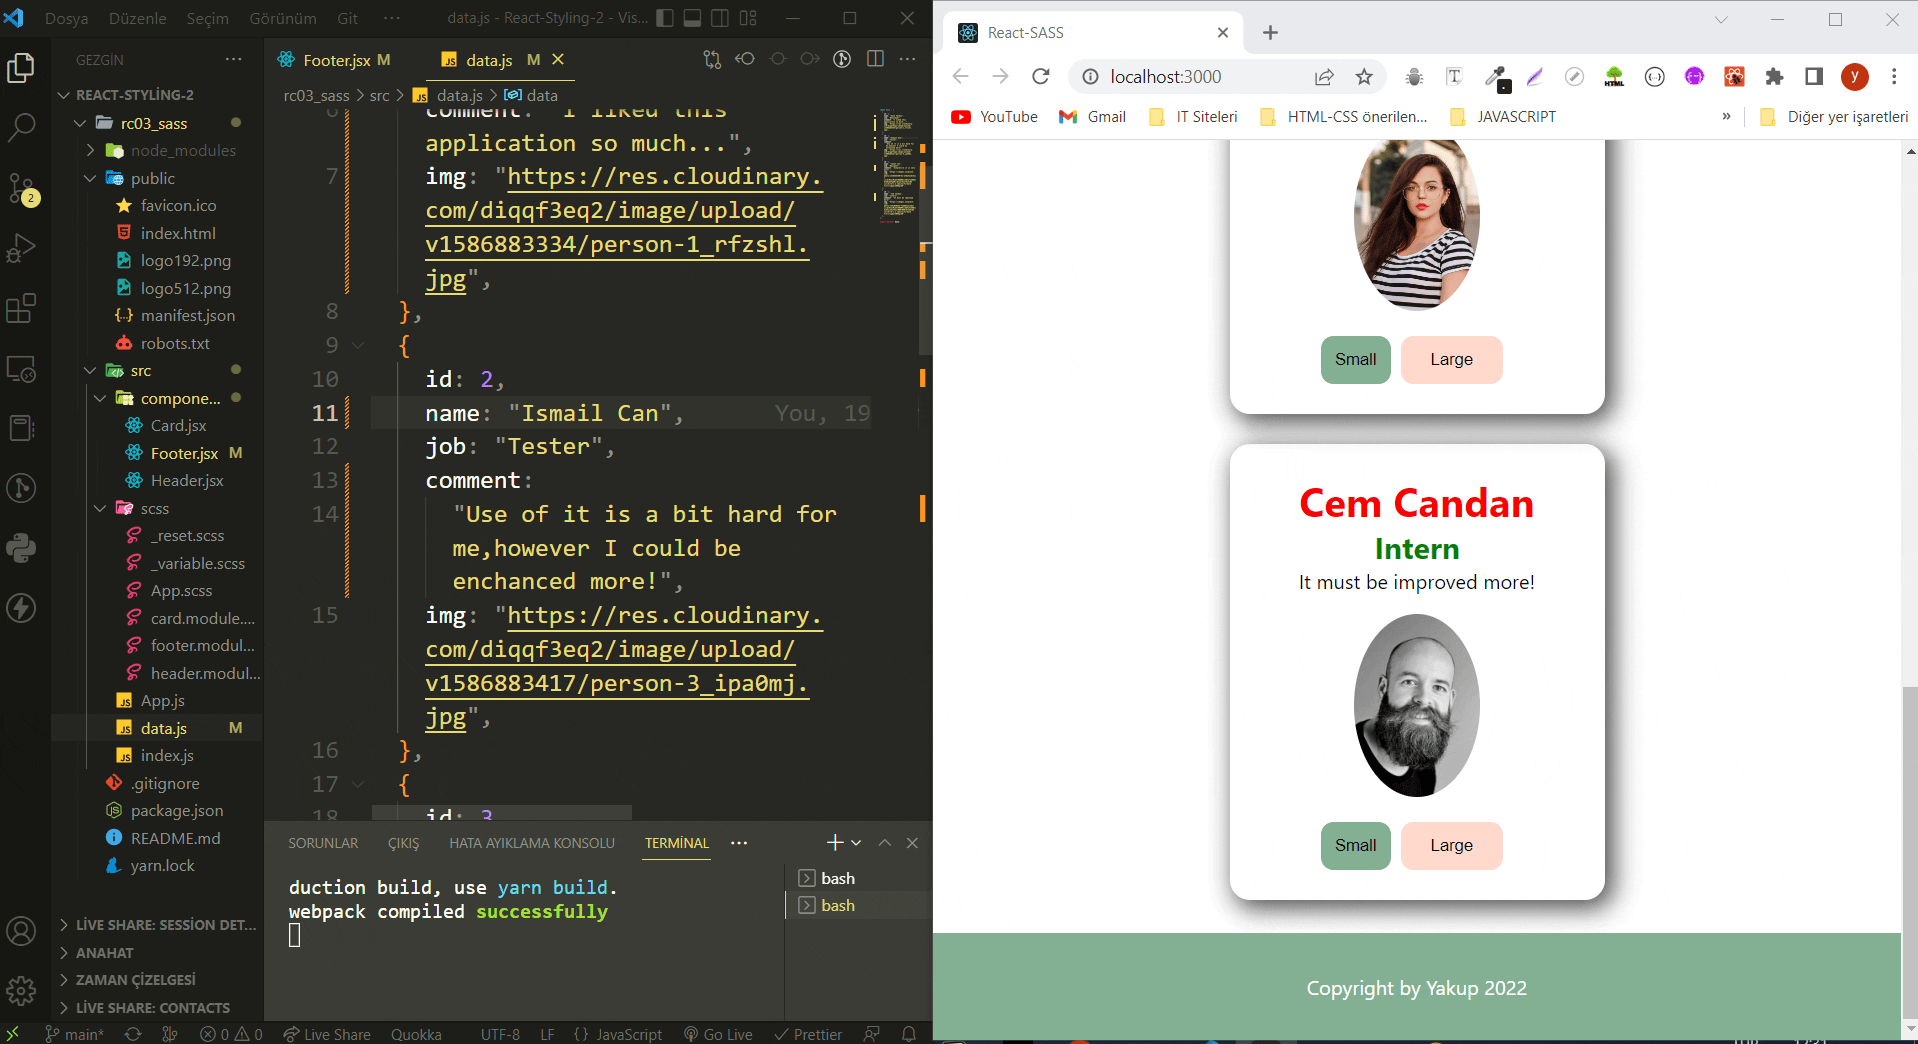 Dosya Düzenle Seçim Görünüm Git ··· data.js - React-Styling-2 - Vis...
GEZGİN ···
REACT-STYLİNG-2
rc03_sass
node_modules
public
favicon.ico
index.html
logo192.png
logo512.png
manifest.json
robots.txt
src
compone...
Card.jsx
Footer.jsx M
Header.jsx
scss
_reset.scss
_variable.scss
App.scss
card.module....
footer.modul...
header.modul...
App.js
data.js M
index.js
.gitignore
package.json
README.md
yarn.lock
LİVE SHARE: SESSİON DET...
ANAHAT
ZAMAN ÇİZELGESİ
LİVE SHARE: CONTACTS
2
Footer.jsx M data.js M
rc03_sass > src > JS data.js > data
6 comment: "I liked this
application so much...",
7 img: "https://res.cloudinary.
com/diqqf3eq2/image/upload/
v1586883334/person-1_rfzshl.
jpg",
8 },
9 {
10 id: 2,
11 name: "Ismail Can", You, 19
12 job: "Tester",
13 comment:
14 "Use of it is a bit hard for
me,however I could be
enchanced more!",
15 img: "https://res.cloudinary.
com/diqqf3eq2/image/upload/
v1586883417/person-3_ipa0mj.
jpg",
16 },
17 {
18 id: 3,
SORUNLAR ÇIKIŞ HATA AYIKLAMA KONSOLU TERMİNAL ···
duction build, use yarn build.
webpack compiled successfully
bash
bash
main* 0 0 Live Share Quokka UTF-8 LF {} JavaScript Go Live Prettier
React-SASS
localhost:3000
y
YouTube Gmail IT Siteleri HTML-CSS önerilen... JAVASCRIPT » Diğer yer işaretleri
Small Large
Cem Candan
Intern
It must be improved more!
Small Large
Copyright by Yakup 2022